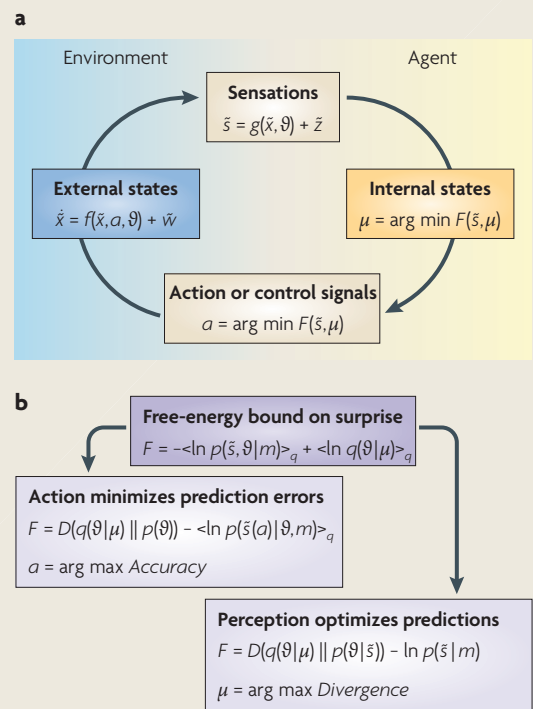 a
Environment
Agent
Sensations
s̃ = g(x̃, ϑ) + z̃
External states
ẋ̃ = f(x̃, a, ϑ) + w̃
Internal states
μ = arg min F(s̃, μ)
Action or control signals
a = arg min F(s̃, μ)
b
Free-energy bound on surprise
F = –<ln p(s̃, ϑ|m)>q + <ln q(ϑ|μ)>q
Action minimizes prediction errors
F = D(q(ϑ|μ) || p(ϑ)) – <ln p(s̃(a)|ϑ, m)>q
a = arg max Accuracy
Perception optimizes predictions
F = D(q(ϑ|μ) || p(ϑ|s̃)) – ln p(s̃|m)
μ = arg max Divergence